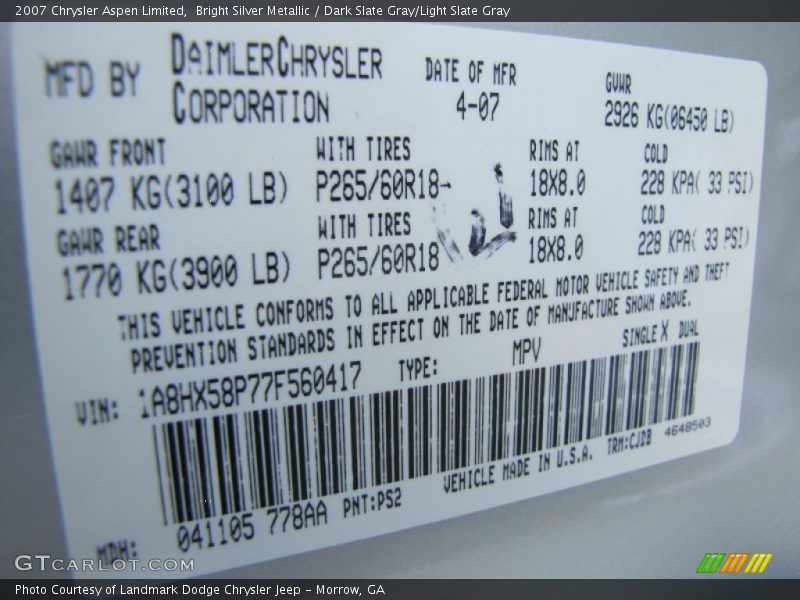 2007 Chrysler Aspen Limited,  Bright Silver Metallic / Dark Slate Gray/Light Slate Gray
MFD BY DAIMLERCHRYSLER CORPORATION DATE OF MFR 4-07 GVWR 2926 KG(06450 LB)
GAWR FRONT WITH TIRES RIMS AT COLD
1407 KG(3100 LB) P265/60R18 18X8.0 228 KPA( 33 PSI)
GAWR REAR WITH TIRES RIMS AT COLD
1770 KG(3900 LB) P265/60R18 18X8.0 228 KPA( 33 PSI)
THIS VEHICLE CONFORMS TO ALL APPLICABLE FEDERAL MOTOR VEHICLE SAFETY AND THEFT
PREVENTION STANDARDS IN EFFECT ON THE DATE OF MANUFACTURE SHOWN ABOVE.
VIN: 1A8HX58P77F560417 TYPE: MPV SINGLE X DUAL
VEHICLE MADE IN U.S.A. TRM:CJDB 4648503
MDH: 041105 778AA PNT:PS2
GTCARLOT.COM
Photo Courtesy of Landmark Dodge Chrysler Jeep - Morrow, GA